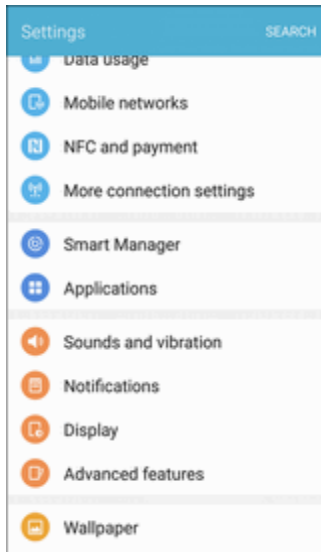 Settings
SEARCH
Data usage
Mobile networks
NFC and payment
More connection settings
Smart Manager
Applications
Sounds and vibration
Notifications
Display
Advanced features
Wallpaper